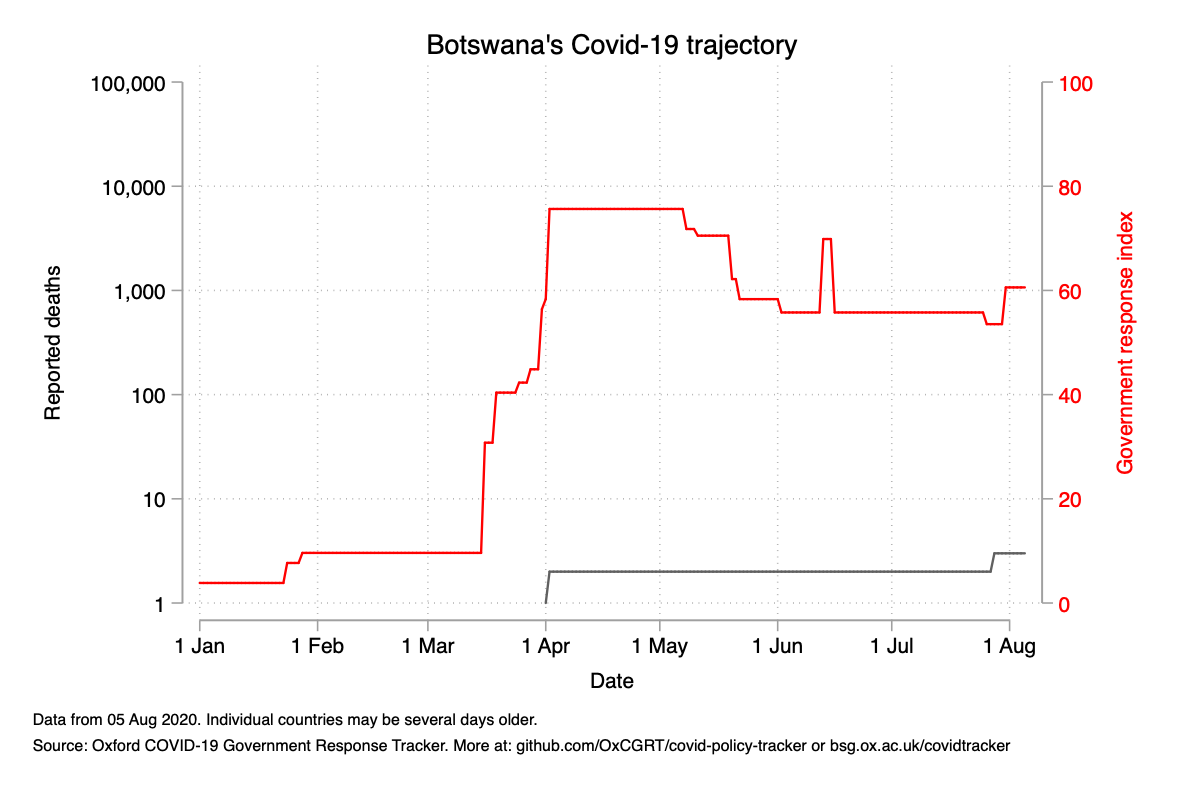 Botswana's Covid-19 trajectory
100,000
10,000
1,000
100
10
1
Reported deaths
100
80
60
40
20
0
Government response index
1 Jan 1 Feb 1 Mar 1 Apr 1 May 1 Jun 1 Jul 1 Aug
Date
Data from 05 Aug 2020. Individual countries may be several days older.
Source: Oxford COVID-19 Government Response Tracker. More at: github.com/OxCGRT/covid-policy-tracker or bsg.ox.ac.uk/covidtracker